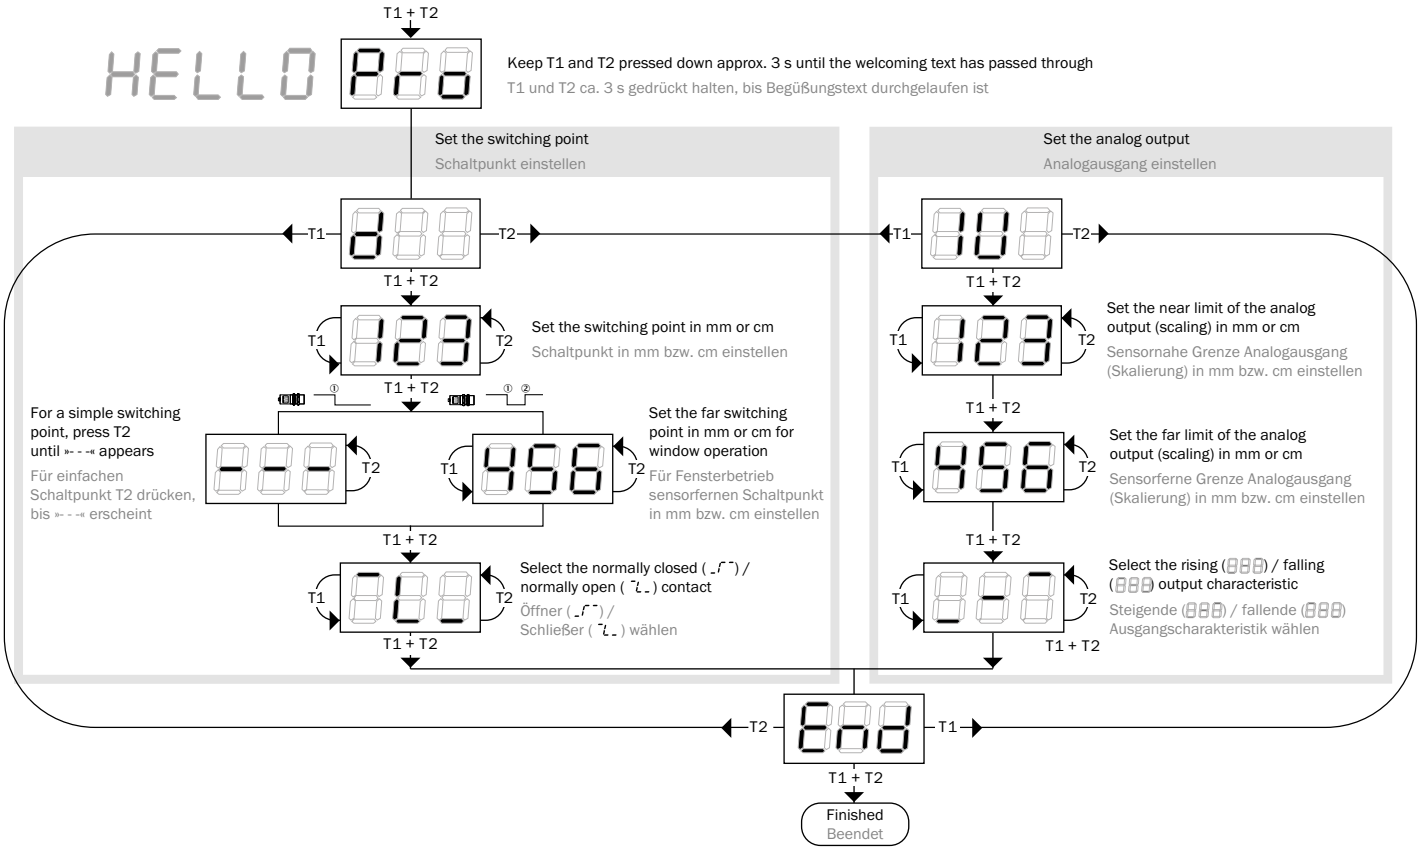 T1 + T2
HELLO
Pro
Keep T1 and T2 pressed down approx. 3 s until the welcoming text has passed through
T1 und T2 ca. 3 s gedrückt halten, bis Begüßungstext durchgelaufen ist
Set the switching point
Schaltpunkt einstellen
Set the analog output
Analogausgang einstellen
T1
d
T2
T1
1U
T2
T1 + T2
T1 + T2
T1
123
T2
Set the switching point in mm or cm
Schaltpunkt in mm bzw. cm einstellen
T1
123
T2
Set the near limit of the analog
output (scaling) in mm or cm
Sensornahe Grenze Analogausgang
(Skalierung) in mm bzw. cm einstellen
T1 + T2
①
① ②
T1 + T2
For a simple switching
point, press T2
until »- - -« appears
Für einfachen
Schaltpunkt T2 drücken,
bis »- - -« erscheint
- - -
T2
T1
456
T2
Set the far switching
point in mm or cm for
window operation
Für Fensterbetrieb
sensorfernen Schaltpunkt
in mm bzw. cm einstellen
T1
456
T2
Set the far limit of the analog
output (scaling) in mm or cm
Sensorferne Grenze Analogausgang
(Skalierung) in mm bzw. cm einstellen
T1 + T2
T1 + T2
T1
T2
Select the normally closed ( ) /
normally open ( ) contact
Öffner ( ) /
Schließer ( ) wählen
T1
T2
Select the rising ( ) / falling
( ) output characteristic
Steigende ( ) / fallende ( )
Ausgangscharakteristik wählen
T1 + T2
T1 + T2
T2
End
T1
T1 + T2
Finished
Beendet